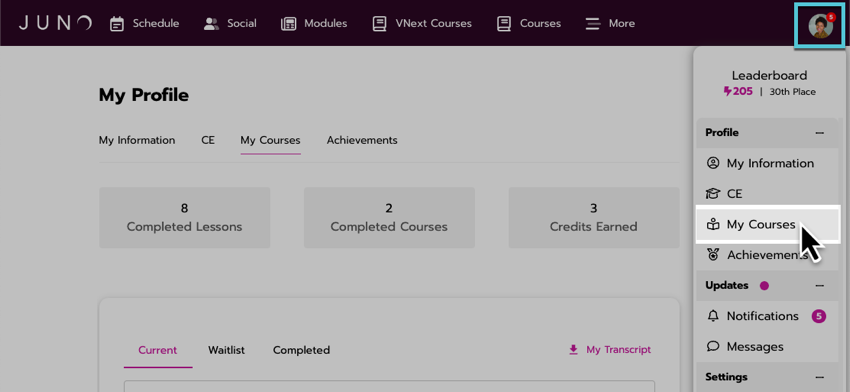 JUNO Schedule Social Modules VNext Courses Courses More 5
Leaderboard
205 | 30th Place
My Profile
My Information CE My Courses Achievements
8
Completed Lessons
2
Completed Courses
3
Credits Earned
Current Waitlist Completed My Transcript
Profile
My Information
CE
My Courses
Achievements
Updates
Notifications 5
Messages
Settings